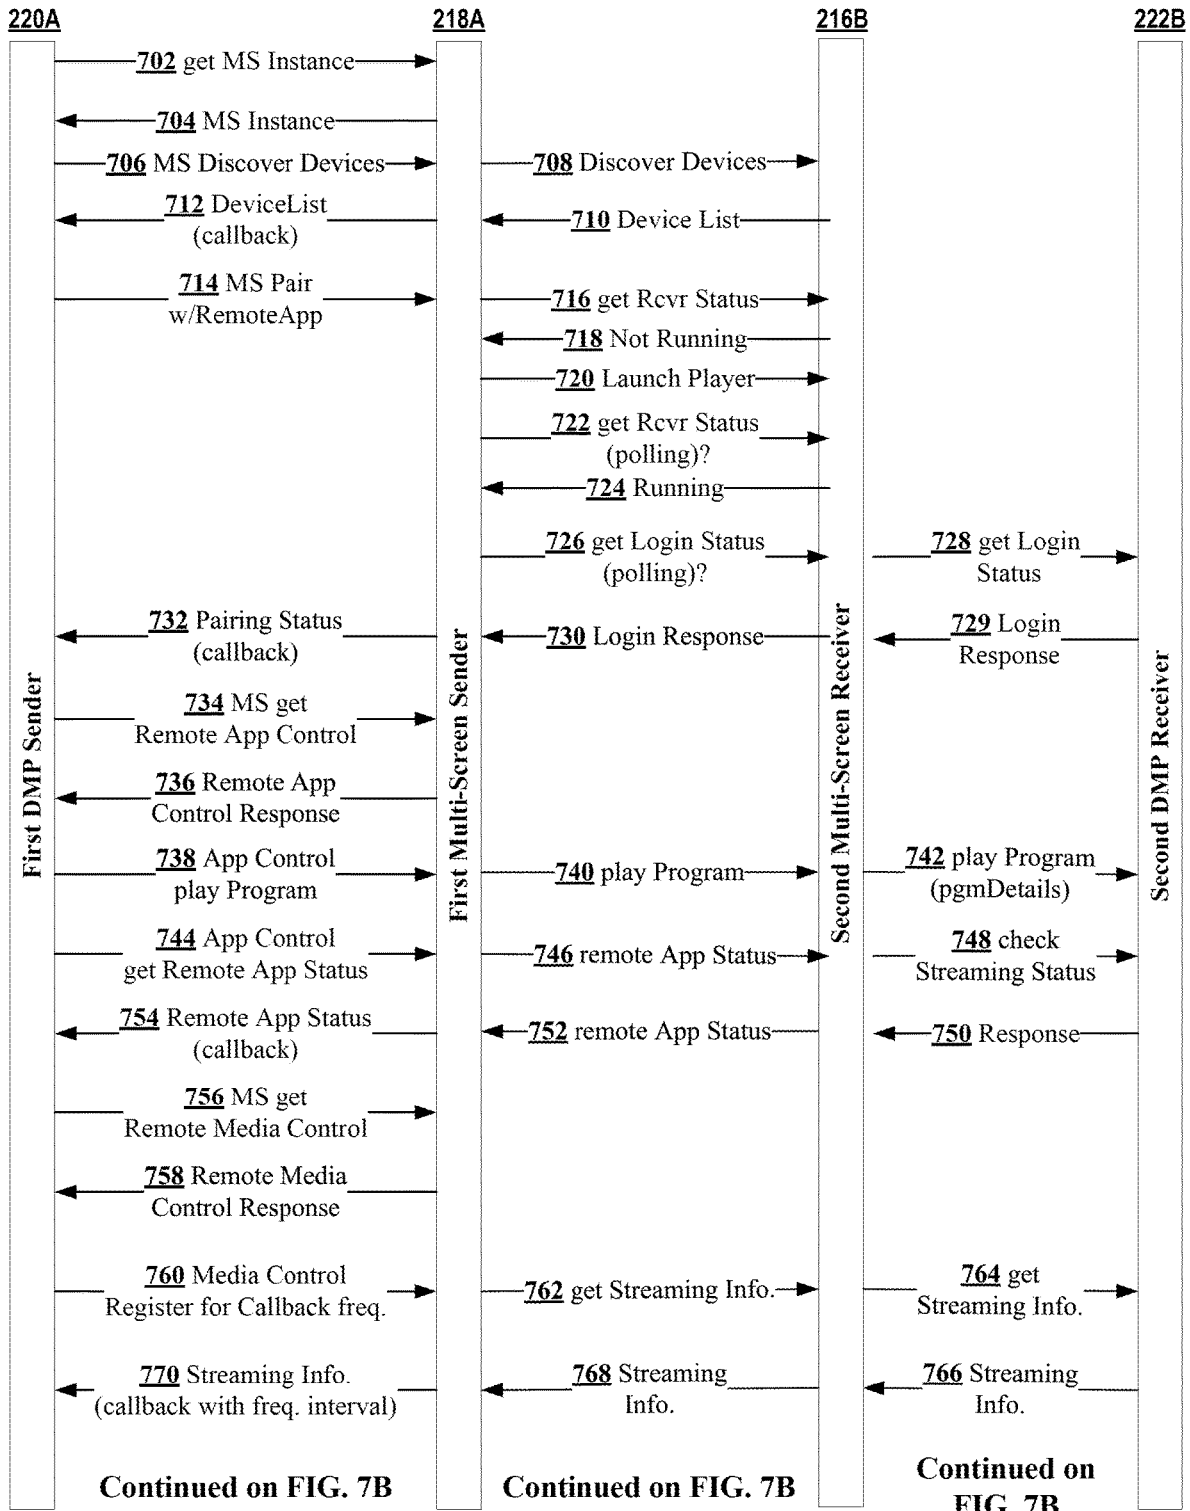 220A 218A 216B 222B
702 get MS Instance
704 MS Instance
706 MS Discover Devices
708 Discover Devices
712 DeviceList
(callback)
710 Device List
714 MS Pair
w/RemoteApp
716 get Rcvr Status
718 Not Running
720 Launch Player
722 get Rcvr Status
(polling)?
724 Running
726 get Login Status
(polling)?
728 get Login
Status
732 Pairing Status
(callback)
730 Login Response
729 Login
Response
First DMP Sender
First Multi-Screen Sender
Second Multi-Screen Receiver
Second DMP Receiver
734 MS get
Remote App Control
736 Remote App
Control Response
738 App Control
play Program
740 play Program
742 play Program
(pgmDetails)
744 App Control
get Remote App Status
746 remote App Status
748 check
Streaming Status
754 Remote App Status
(callback)
752 remote App Status
750 Response
756 MS get
Remote Media Control
758 Remote Media
Control Response
760 Media Control
Register for Callback freq.
762 get Streaming Info.
764 get
Streaming Info.
770 Streaming Info.
(callback with freq. interval)
768 Streaming
Info.
766 Streaming
Info.
Continued on FIG. 7B
Continued on FIG. 7B
Continued on
FIG. 7B